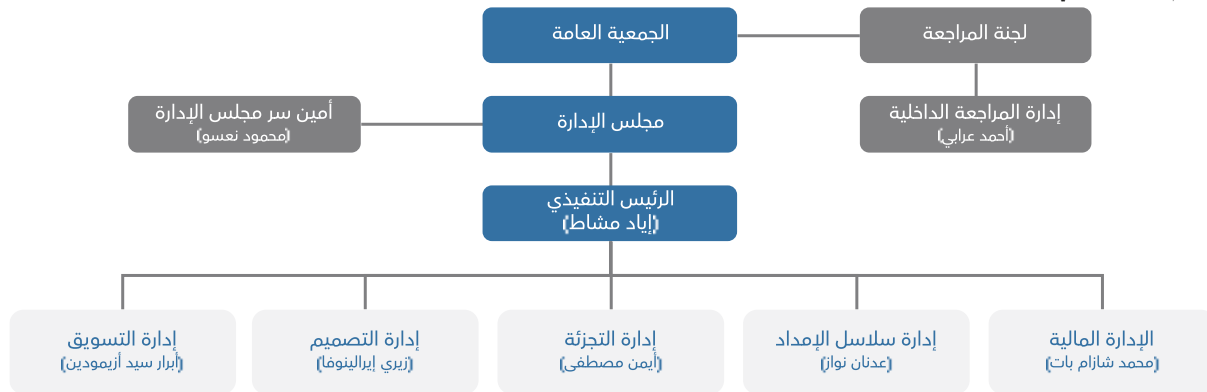 لجنة المراجعة
الجمعية العامة
إدارة المراجعة الداخلية
(أحمد عرابي)
مجلس الإدارة
أمين سر مجلس الإدارة
(محمود نعسو)
الرئيس التنفيذي
(إياد مشاط)
الإدارة المالية
(محمد شازام بات)
إدارة سلاسل الإمداد
(عدنان نواز)
إدارة التجزئة
(أيمن مصطفى)
إدارة التصميم
(زيري إيرالينوفا)
إدارة التسويق
(أبرار سيد أزيمودين)